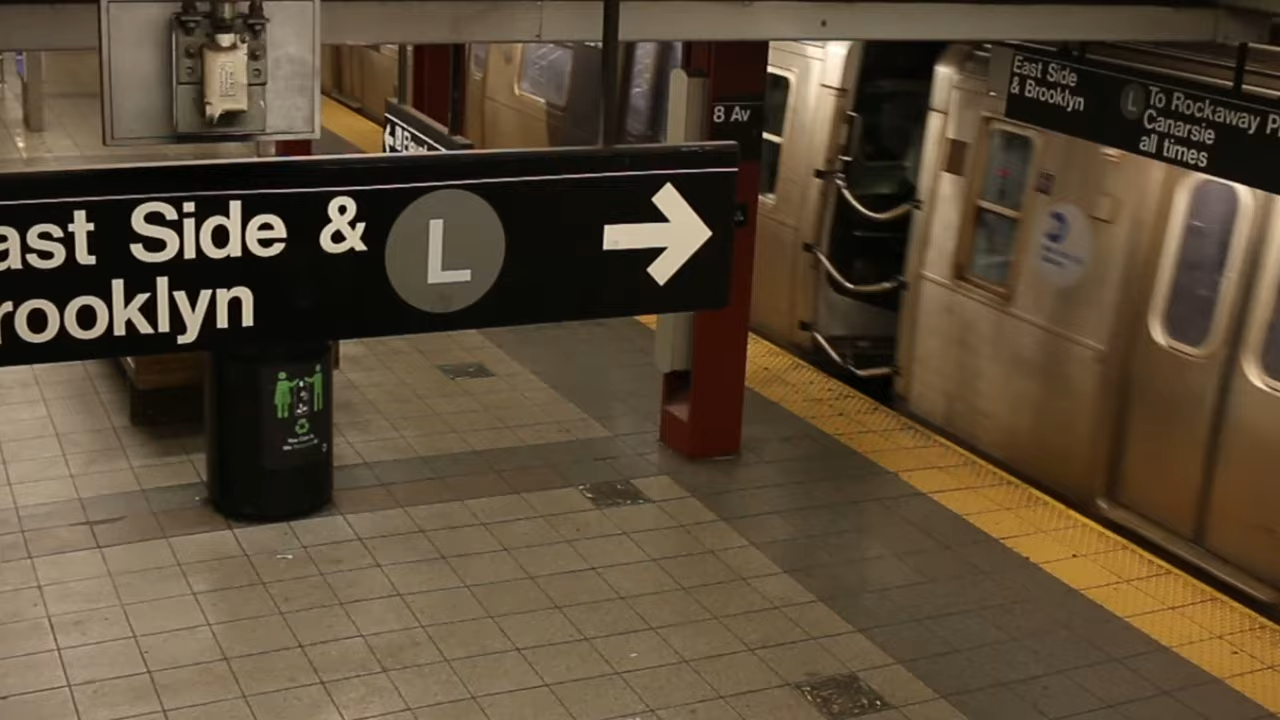 East Side
& Brooklyn
L
To Rockaway P
Canarsie
all times
8 Av
ast Side & L
rooklyn